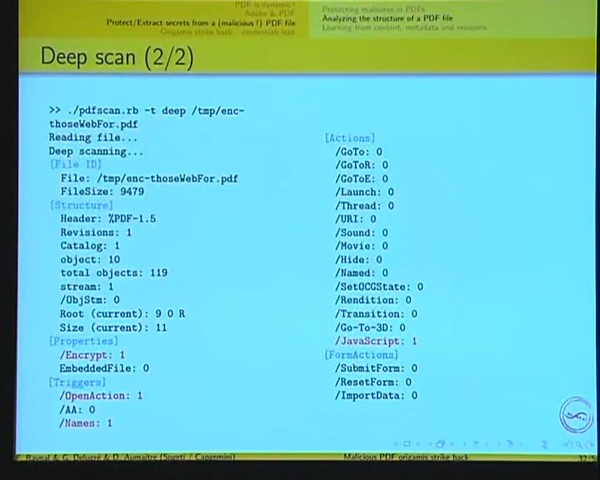 PDF is dynamic!
Adobe & PDF
Protect/Extract secrets from a (malicious?) PDF file
Origamis strike back
Protecting malwares in PDFs
Analyzing the structure of a PDF file
Learning from content, metadata and revisions
Deep scan (2/2)
>> ./pdfscan.rb -t deep /tmp/enc-
thoseWebFor.pdf
Reading file...
Deep scanning...
[File ID]
File: /tmp/enc-thoseWebFor.pdf
FileSize: 9479
[Structure]
Header: %PDF-1.5
Revisions: 1
Catalog: 1
object: 10
total objects: 119
stream: 1
/ObjStm: 0
Root (current): 9 0 R
Size (current): 11
[Properties]
/Encrypt: 1
EmbeddedFile: 0
[Triggers]
/OpenAction: 1
/AA: 0
/Names: 1
[Actions]
/GoTo: 0
/GoToR: 0
/GoToE: 0
/Launch: 0
/Thread: 0
/URI: 0
/Sound: 0
/Movie: 0
/Hide: 0
/Named: 0
/SetOCGState: 0
/Rendition: 0
/Transition: 0
/Go-To-3D: 0
/JavaScript: 1
[FormActions]
/SubmitForm: 0
/ResetForm: 0
/ImportData: 0
F. Raynal & G. Delugré & D. Aumaitre (Sogeti / Capgemini)
Malicious PDF origamis strike back